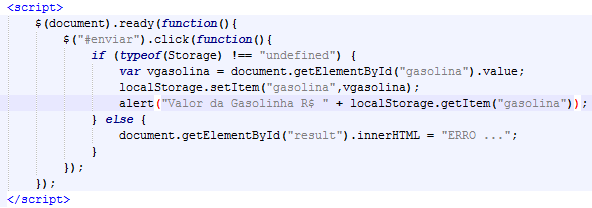 <script>
$(document).ready(function(){
$("#enviar").click(function(){
if (typeof(Storage) !== "undefined") {
var vgasolina = document.getElementById("gasolina").value;
localStorage.setItem("gasolina",vgasolina);
alert("Valor da Gasolinha R$ " + localStorage.getItem("gasolina"));
} else {
document.getElementById("result").innerHTML = "ERRO ...";
}
});
});
</script>